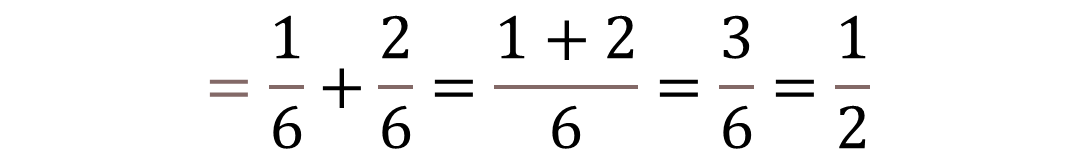 = 1/6 + 2/6 = (1 + 2)/6 = 3/6 = 1/2